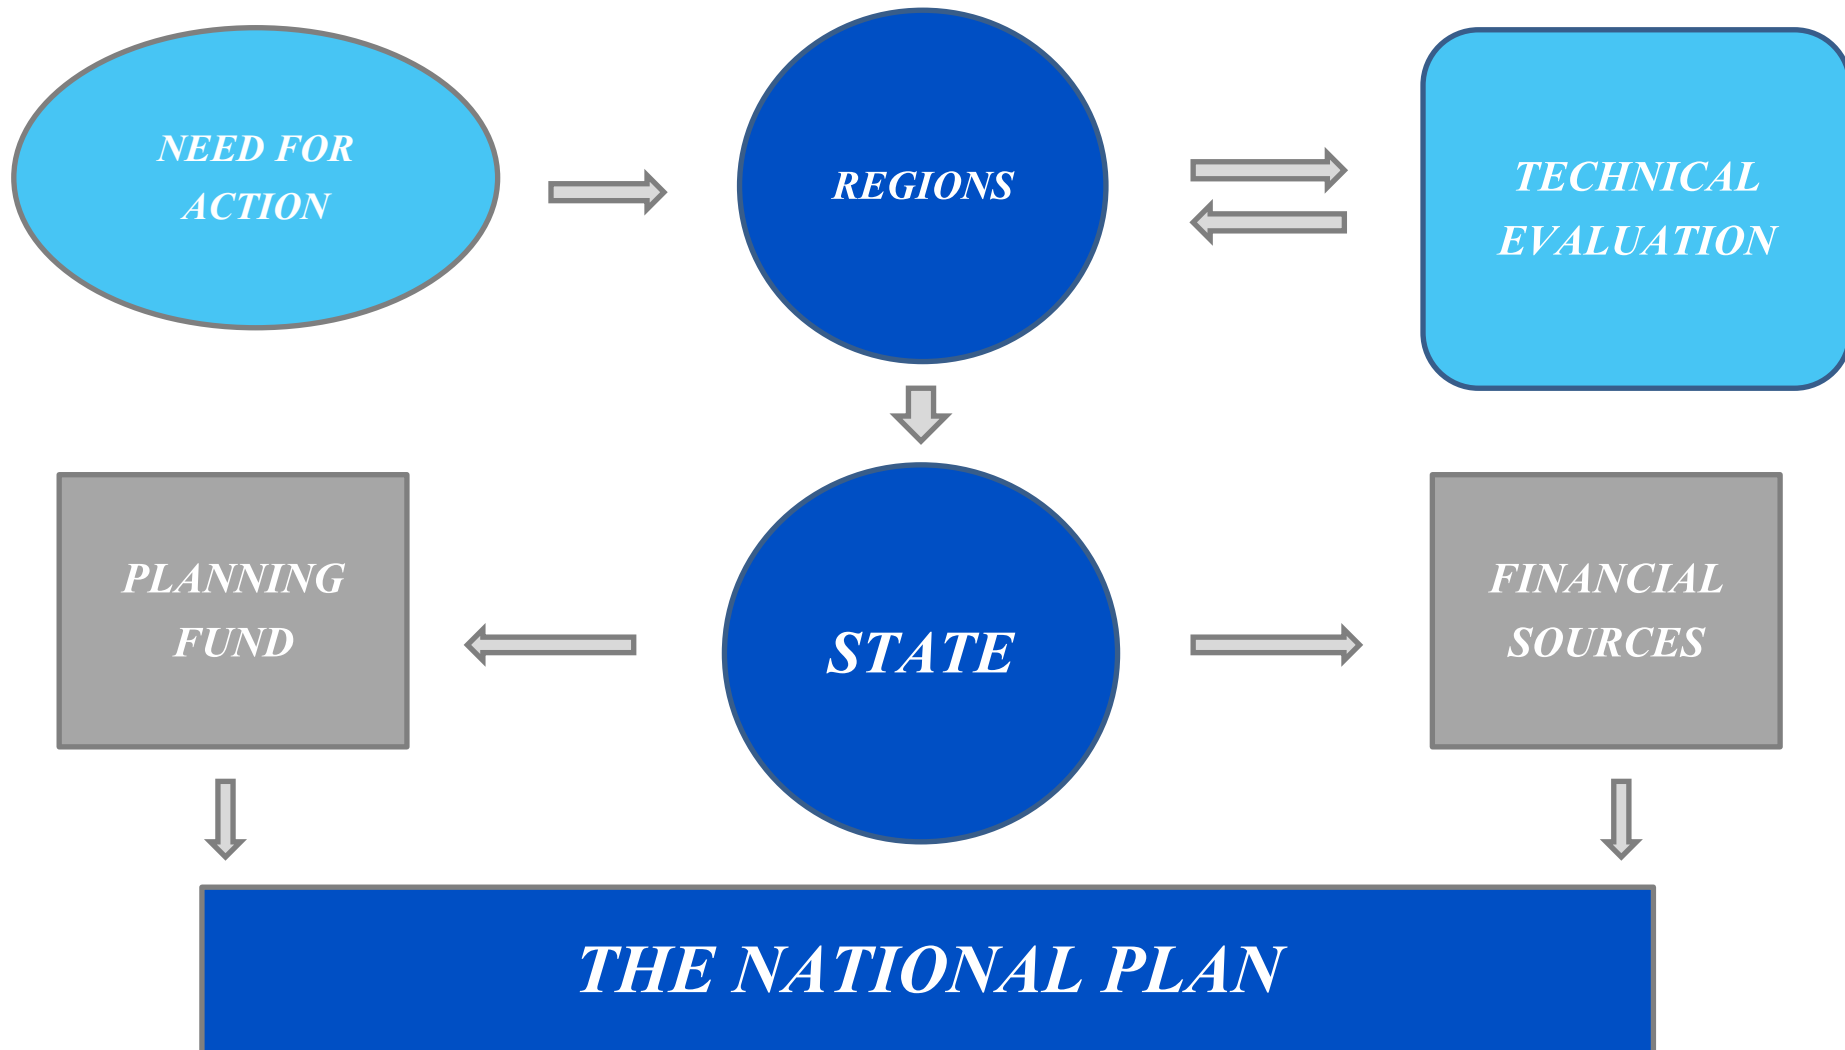 NEED FOR
ACTION
REGIONS
TECHNICAL
EVALUATION
PLANNING
FUND
STATE
FINANCIAL
SOURCES
THE NATIONAL PLAN